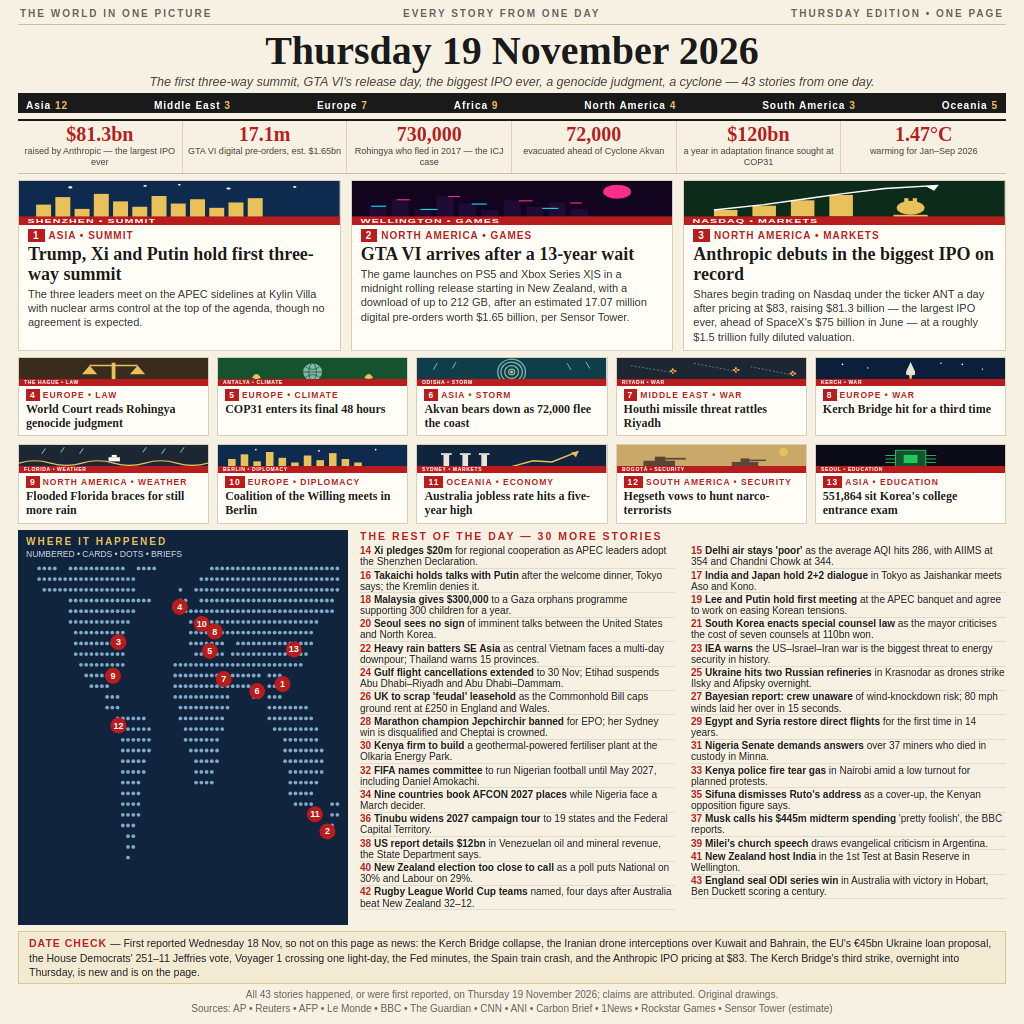 THE WORLD IN ONE PICTURE
EVERY STORY FROM ONE DAY
THURSDAY EDITION • ONE PAGE
Thursday 19 November 2026
The first three-way summit, GTA VI's release day, the biggest IPO ever, a genocide judgment, a cyclone — 43 stories from one day.
Asia 12
Middle East 3
Europe 7
Africa 9
North America 4
South America 3
Oceania 5
$81.3bn
raised by Anthropic — the largest IPO
ever
17.1m
GTA VI digital pre-orders, est. $1.65bn
730,000
Rohingya who fled in 2017 — the ICJ
case
72,000
evacuated ahead of Cyclone Akvan
$120bn
a year in adaptation finance sought at
COP31
1.47°C
warming for Jan–Sep 2026
SHENZHEN • SUMMIT
1 ASIA • SUMMIT
Trump, Xi and Putin hold first three-
way summit
The three leaders meet on the APEC sidelines at Kylin Villa
with nuclear arms control at the top of the agenda, though no
agreement is expected.
WELLINGTON • GAMES
2 NORTH AMERICA • GAMES
GTA VI arrives after a 13-year wait
The game launches on PS5 and Xbox Series X|S in a
midnight rolling release starting in New Zealand, with a
download of up to 212 GB, after an estimated 17.07 million
digital pre-orders worth $1.65 billion, per Sensor Tower.
NASDAQ • MARKETS
3 NORTH AMERICA • MARKETS
Anthropic debuts in the biggest IPO on
record
Shares begin trading on Nasdaq under the ticker ANT a day
after pricing at $83, raising $81.3 billion — the largest IPO
ever, ahead of SpaceX's $75 billion in June — at a roughly
$1.5 trillion fully diluted valuation.
THE HAGUE • LAW
4 EUROPE • LAW
World Court reads Rohingya
genocide judgment
ANTALYA • CLIMATE
5 EUROPE • CLIMATE
COP31 enters its final 48 hours
ODISHA • STORM
6 ASIA • STORM
Akvan bears down as 72,000 flee
the coast
RIYADH • WAR
7 MIDDLE EAST • WAR
Houthi missile threat rattles
Riyadh
KERCH • WAR
8 EUROPE • WAR
Kerch Bridge hit for a third time
FLORIDA • WEATHER
9 NORTH AMERICA • WEATHER
Flooded Florida braces for still
more rain
BERLIN • DIPLOMACY
10 EUROPE • DIPLOMACY
Coalition of the Willing meets in
Berlin
SYDNEY • MARKETS
11 OCEANIA • ECONOMY
Australia jobless rate hits a five-
year high
BOGOTÁ • SECURITY
12 SOUTH AMERICA • SECURITY
Hegseth vows to hunt narco-
terrorists
SEOUL • EDUCATION
13 ASIA • EDUCATION
551,864 sit Korea's college
entrance exam
WHERE IT HAPPENED
NUMBERED • CARDS • DOTS • BRIEFS
4
10
8
3
5
13
9
7
6
1
12
11
2
THE REST OF THE DAY — 30 MORE STORIES
14 Xi pledges $20m for regional cooperation as APEC leaders adopt
the Shenzhen Declaration.
16 Takaichi holds talks with Putin after the welcome dinner, Tokyo
says; the Kremlin denies it.
18 Malaysia gives $300,000 to a Gaza orphans programme
supporting 300 children for a year.
20 Seoul sees no sign of imminent talks between the United States
and North Korea.
22 Heavy rain batters SE Asia as central Vietnam faces a multi-day
downpour; Thailand warns 15 provinces.
24 Gulf flight cancellations extended to 30 Nov; Etihad suspends
Abu Dhabi–Riyadh and Abu Dhabi–Dammam.
26 UK to scrap 'feudal' leasehold as the Commonhold Bill caps
ground rent at £250 in England and Wales.
28 Marathon champion Jepchirchir banned for EPO; her Sydney
win is disqualified and Cheptai is crowned.
30 Kenya firm to build a geothermal-powered fertiliser plant at the
Olkaria Energy Park.
32 FIFA names committee to run Nigerian football until May 2027,
including Daniel Amokachi.
34 Nine countries book AFCON 2027 places while Nigeria face a
March decider.
36 Tinubu widens 2027 campaign tour to 19 states and the Federal
Capital Territory.
38 US report details $12bn in Venezuelan oil and mineral revenue,
the State Department says.
40 New Zealand election too close to call as a poll puts National on
30% and Labour on 29%.
42 Rugby League World Cup teams named, four days after Australia
beat New Zealand 32–12.
15 Delhi air stays 'poor' as the average AQI hits 286, with AIIMS at
354 and Chandni Chowk at 344.
17 India and Japan hold 2+2 dialogue in Tokyo as Jaishankar meets
Aso and Kono.
19 Lee and Putin hold first meeting at the APEC banquet and agree
to work on easing Korean tensions.
21 South Korea enacts special counsel law as the mayor criticises
the cost of seven counsels at 110bn won.
23 IEA warns the US–Israel–Iran war is the biggest threat to energy
security in history.
25 Ukraine hits two Russian refineries in Krasnodar as drones strike
Ilsky and Afipsky overnight.
27 Bayesian report: crew unaware of wind-knockdown risk; 80 mph
winds laid her over in 15 seconds.
29 Egypt and Syria restore direct flights for the first time in 14
years.
31 Nigeria Senate demands answers over 37 miners who died in
custody in Minna.
33 Kenya police fire tear gas in Nairobi amid a low turnout for
planned protests.
35 Sifuna dismisses Ruto's address as a cover-up, the Kenyan
opposition figure says.
37 Musk calls his $445m midterm spending 'pretty foolish', the BBC
reports.
39 Milei's church speech draws evangelical criticism in Argentina.
41 New Zealand host India in the 1st Test at Basin Reserve in
Wellington.
43 England seal ODI series win in Australia with victory in Hobart,
Ben Duckett scoring a century.
DATE CHECK — First reported Wednesday 18 Nov, so not on this page as news: the Kerch Bridge collapse, the Iranian drone interceptions over Kuwait and Bahrain, the EU's €45bn Ukraine loan proposal,
the House Democrats' 251–11 Jeffries vote, Voyager 1 crossing one light-day, the Fed minutes, the Spain train crash, and the Anthropic IPO pricing at $83. The Kerch Bridge's third strike, overnight into
Thursday, is new and is on the page.
All 43 stories happened, or were first reported, on Thursday 19 November 2026; claims are attributed. Original drawings.
Sources: AP • Reuters • AFP • Le Monde • BBC • The Guardian • CNN • ANI • Carbon Brief • 1News • Rockstar Games • Sensor Tower (estimate)